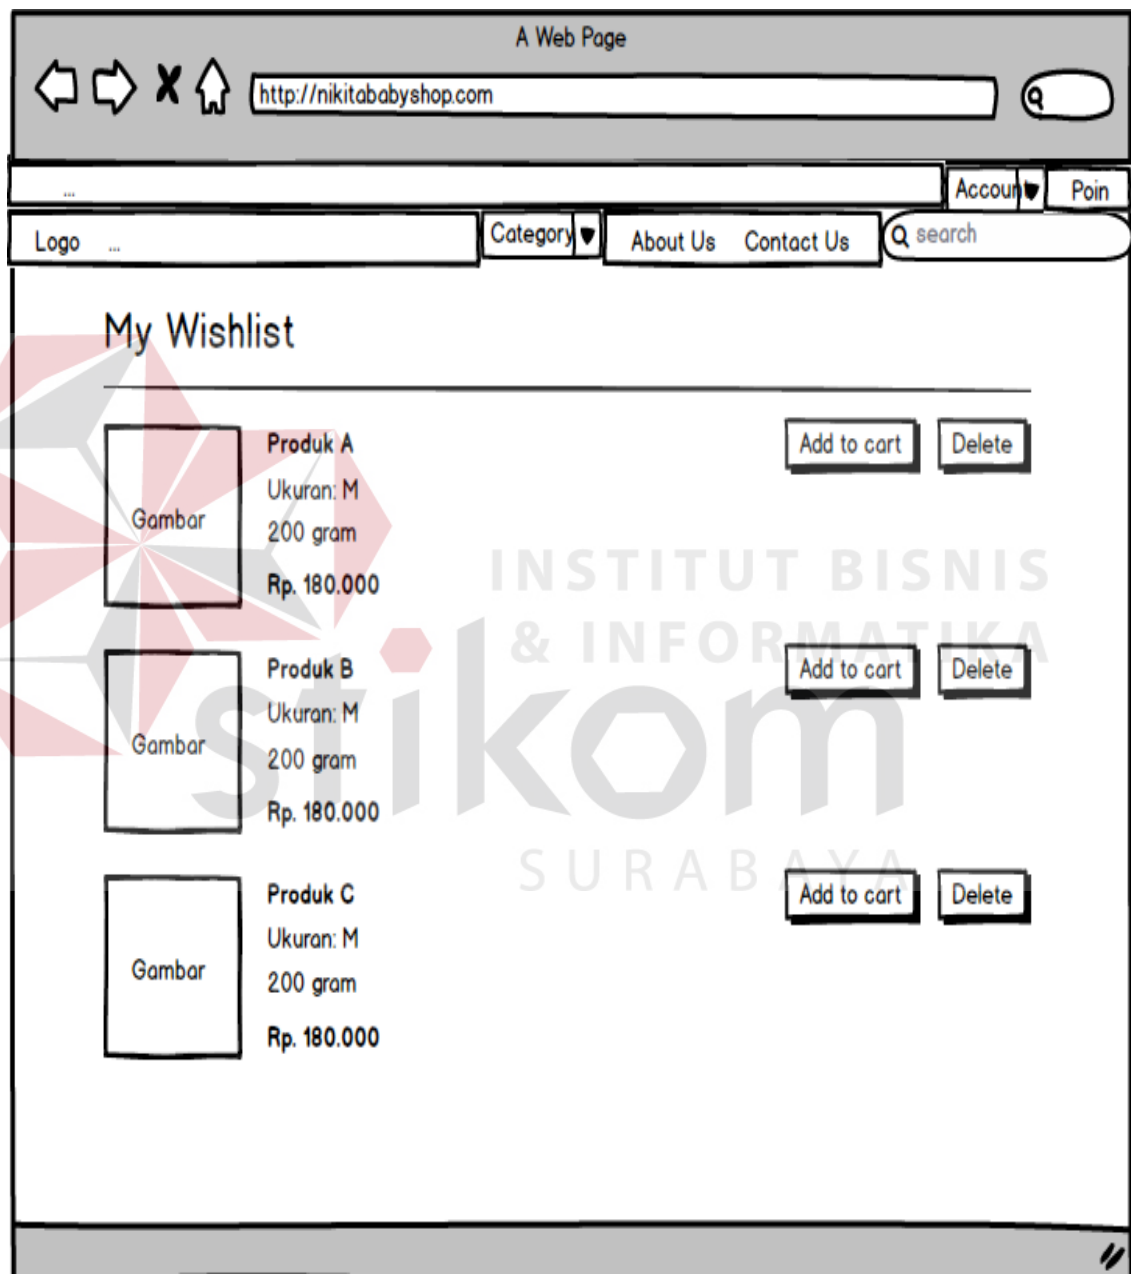 A Web Page
http://nikitababyshop.com
... Account Poin
Logo ... Category About Us Contact Us search
My Wishlist
Gambar
Produk A
Ukuran: M
200 gram
Rp. 180.000
Add to cart Delete
Gambar
Produk B
Ukuran: M
200 gram
Rp. 180.000
Add to cart Delete
Gambar
Produk C
Ukuran: M
200 gram
Rp. 180.000
Add to cart Delete
INSTITUT BISNIS
& INFORMATIKA
stikom
SURABAYA